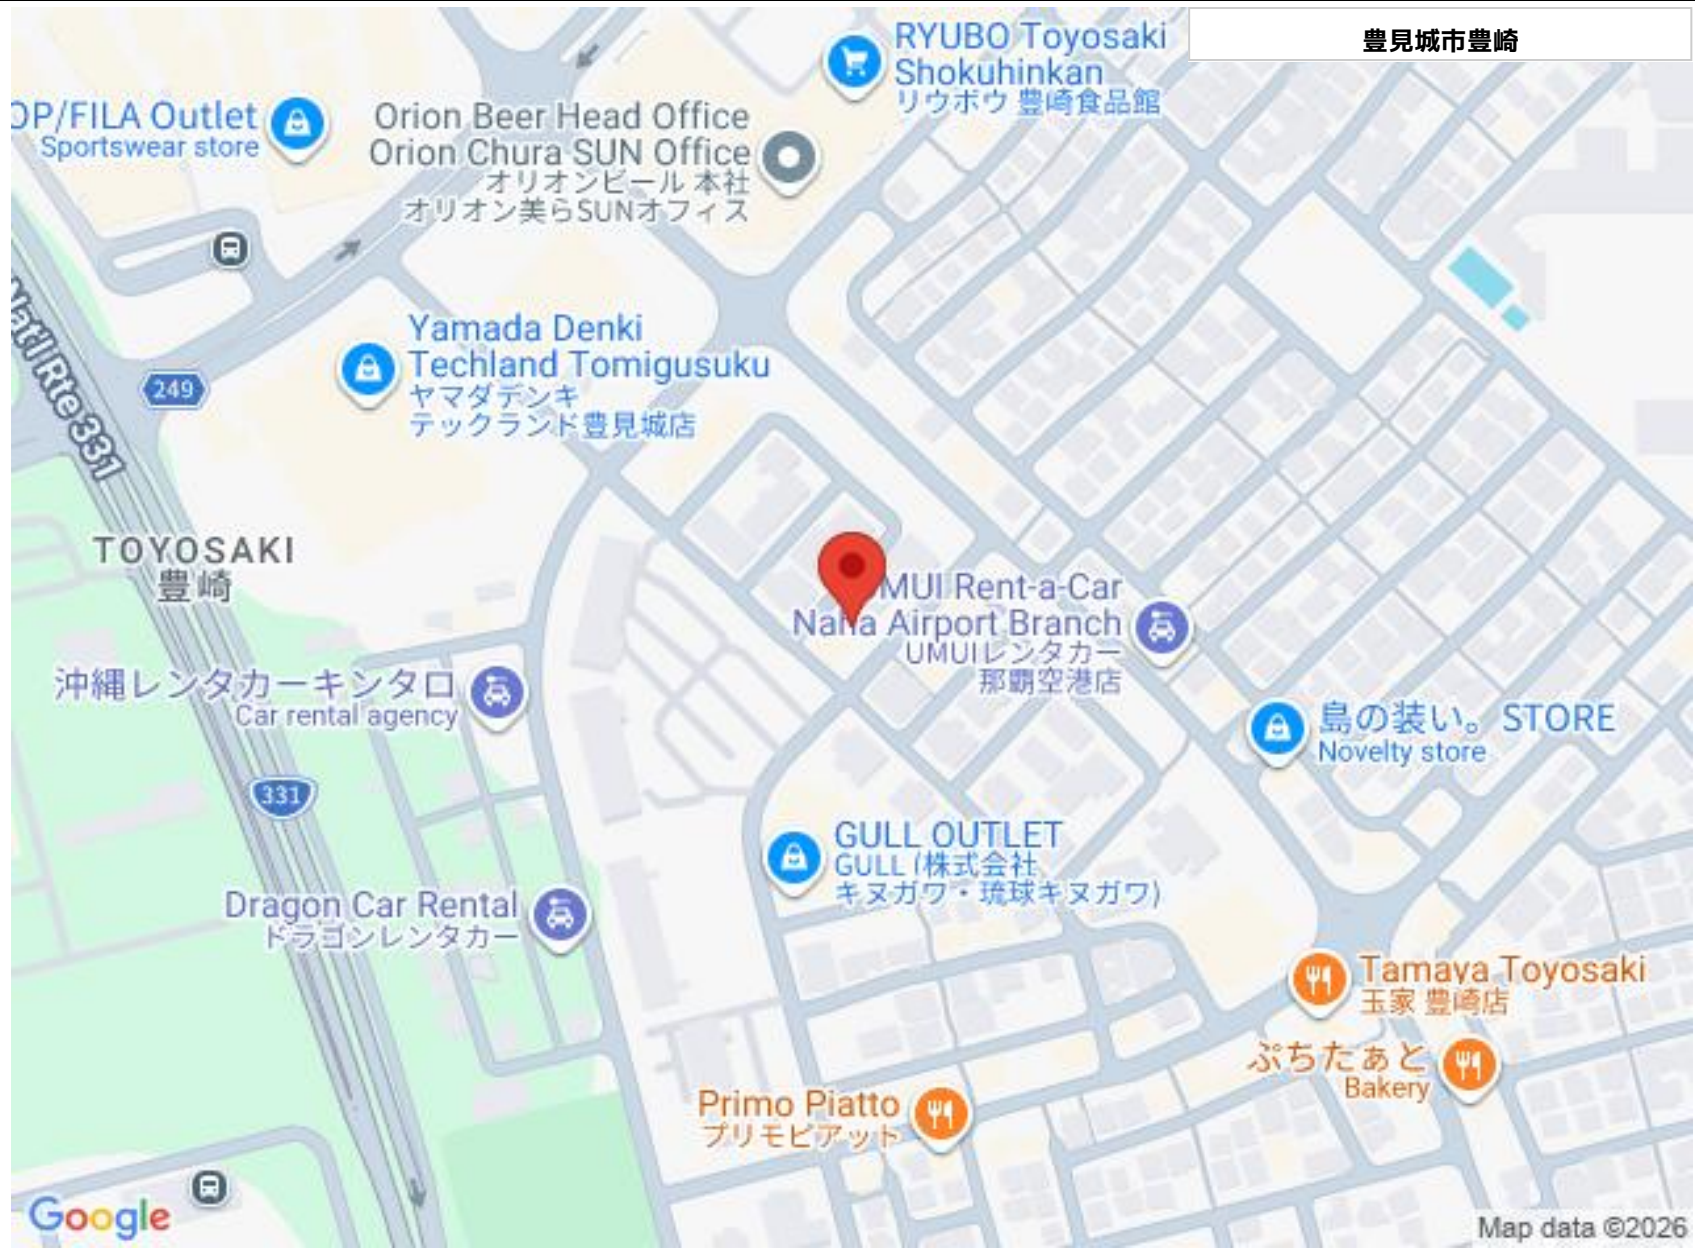 豊見城市豊崎
RYUBO Toyosaki
Shokuhinkan
リウボウ 豊崎食品館
OP/FILA Outlet
Sportswear store
Orion Beer Head Office
Orion Chura SUN Office
オリオンビール 本社
オリオン美らSUNオフィス
Nat'l Rte 331
249
Yamada Denki
Techland Tomigusuku
ヤマダデンキ
テックランド豊見城店
TOYOSAKI
豊崎
MUI Rent-a-Car
Naha Airport Branch
UMUIレンタカー
那覇空港店
沖縄レンタカーキンタロ
Car rental agency
島の装い。STORE
Novelty store
331
GULL OUTLET
GULL (株式会社
キヌガワ・琉球キヌガワ)
Dragon Car Rental
ドラゴンレンタカー
Tamaya Toyosaki
玉家 豊崎店
ぷちたぁと
Bakery
Primo Piatto
プリモピアット
Google
Map data ©2026